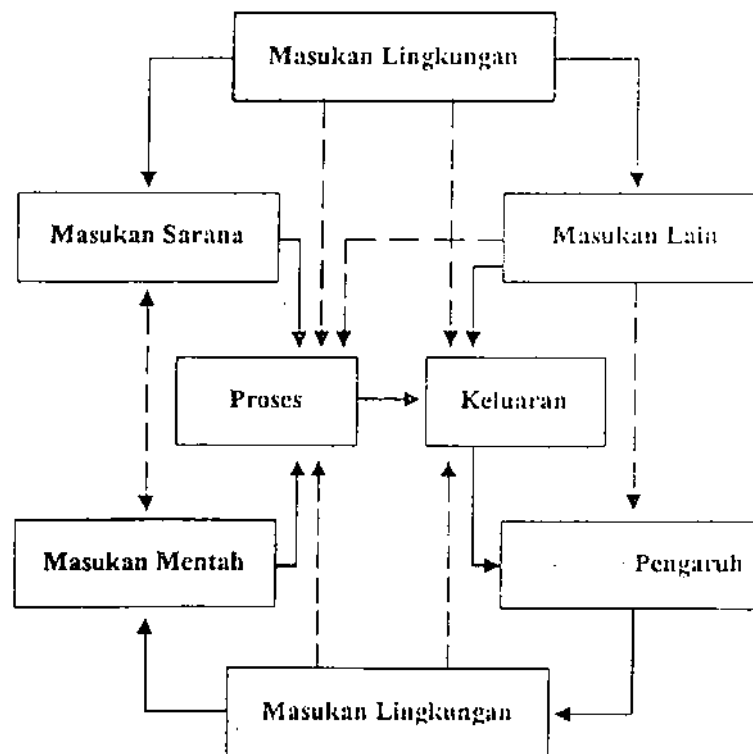 Masukan Lingkungan
Masukan Sarana
Masukan Lain
Proses
Keluaran
Masukan Mentah
Pengaruh
Masukan Lingkungan